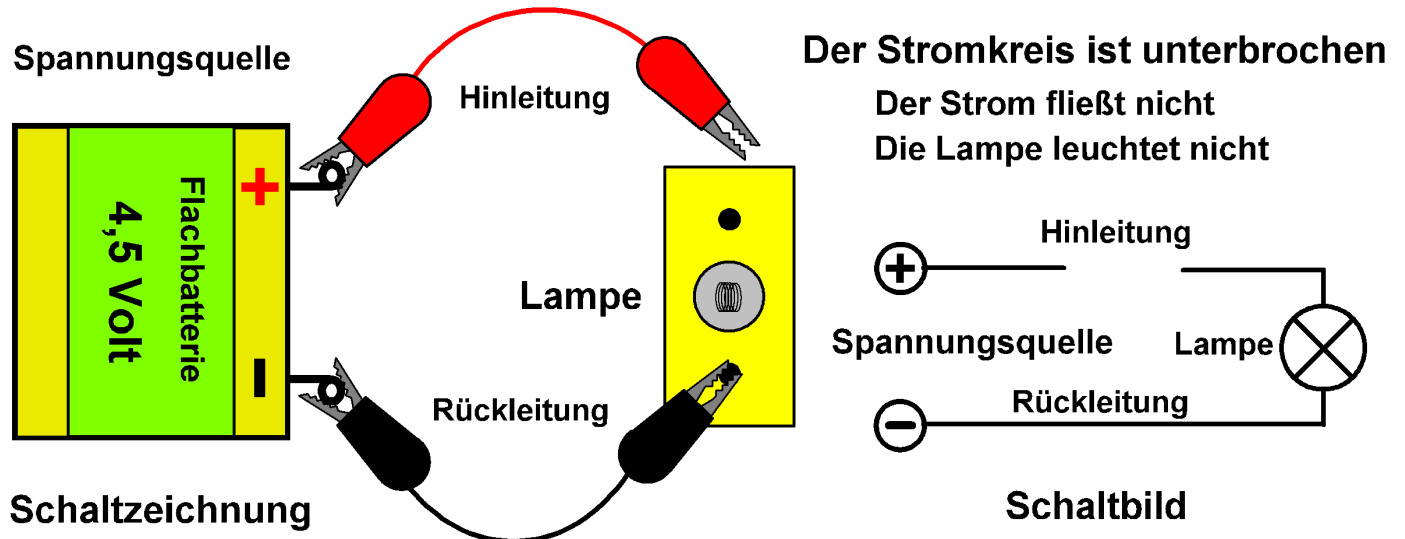 Spannungsquelle
Hinleitung
+
Flachbatterie
4,5 Volt
-
Lampe
Rückleitung
Schaltzeichnung
Der Stromkreis ist unterbrochen
Der Strom fließt nicht
Die Lampe leuchtet nicht
Hinleitung
+
Spannungsquelle
Lampe
Rückleitung
-
Schaltbild